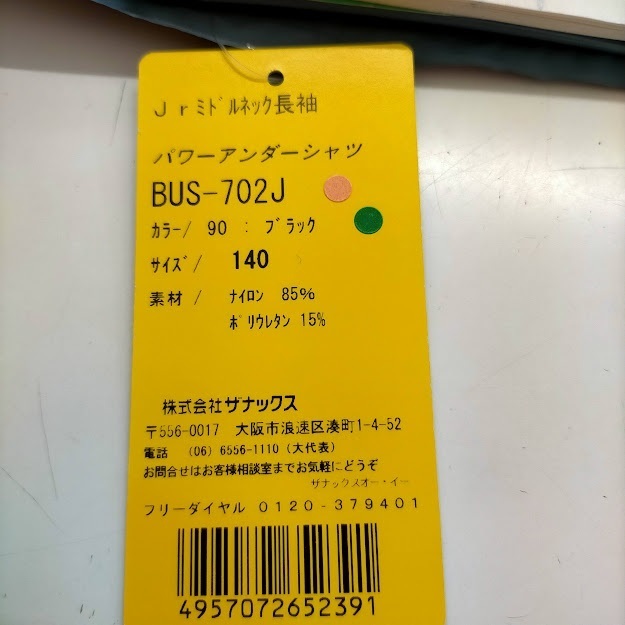 Ｊｒﾐﾄﾞﾙﾈｯｸ長袖
パワーアンダーシャツ
BUS-702J
ｶﾗｰ/ 90 : ﾌﾞﾗｯｸ
ｻｲｽﾞ/ 140
素材 / ﾅｲﾛﾝ 85%
ﾎﾟﾘｳﾚﾀﾝ 15%
株式会社ザナックス
〒556-0017 大阪市浪速区湊町1-4-52
電話 (06) 6556-1110 (大代表)
お問合せはお客様相談室までお気軽にどうぞ
ザナックスオー・イー
フリーダイヤル ０１２０-３７９４０１
4957072652391